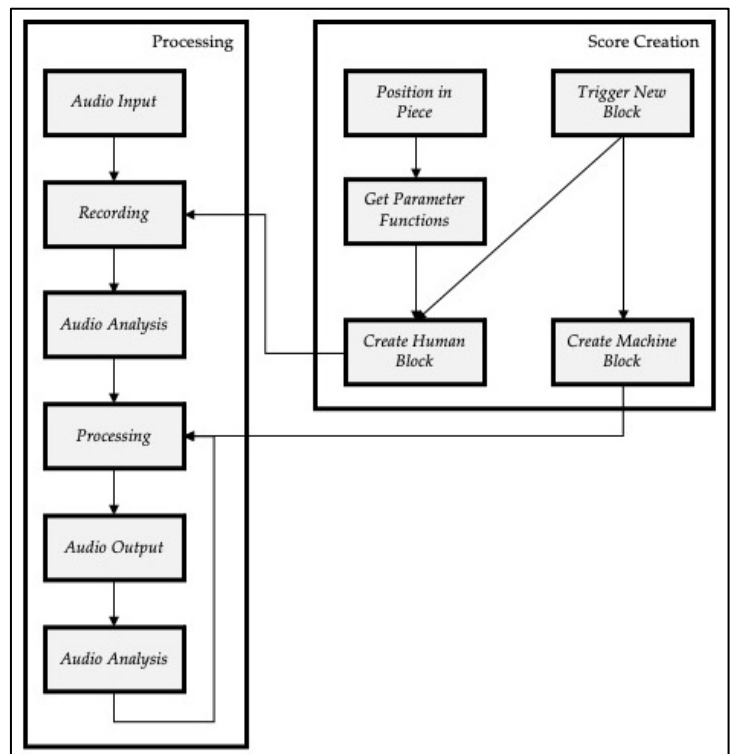 Processing
Audio Input
Recording
Audio Analysis
Processing
Audio Output
Audio Analysis
Score Creation
Position in
Piece
Trigger New
Block
Get Parameter
Functions
Create Human
Block
Create Machine
Block